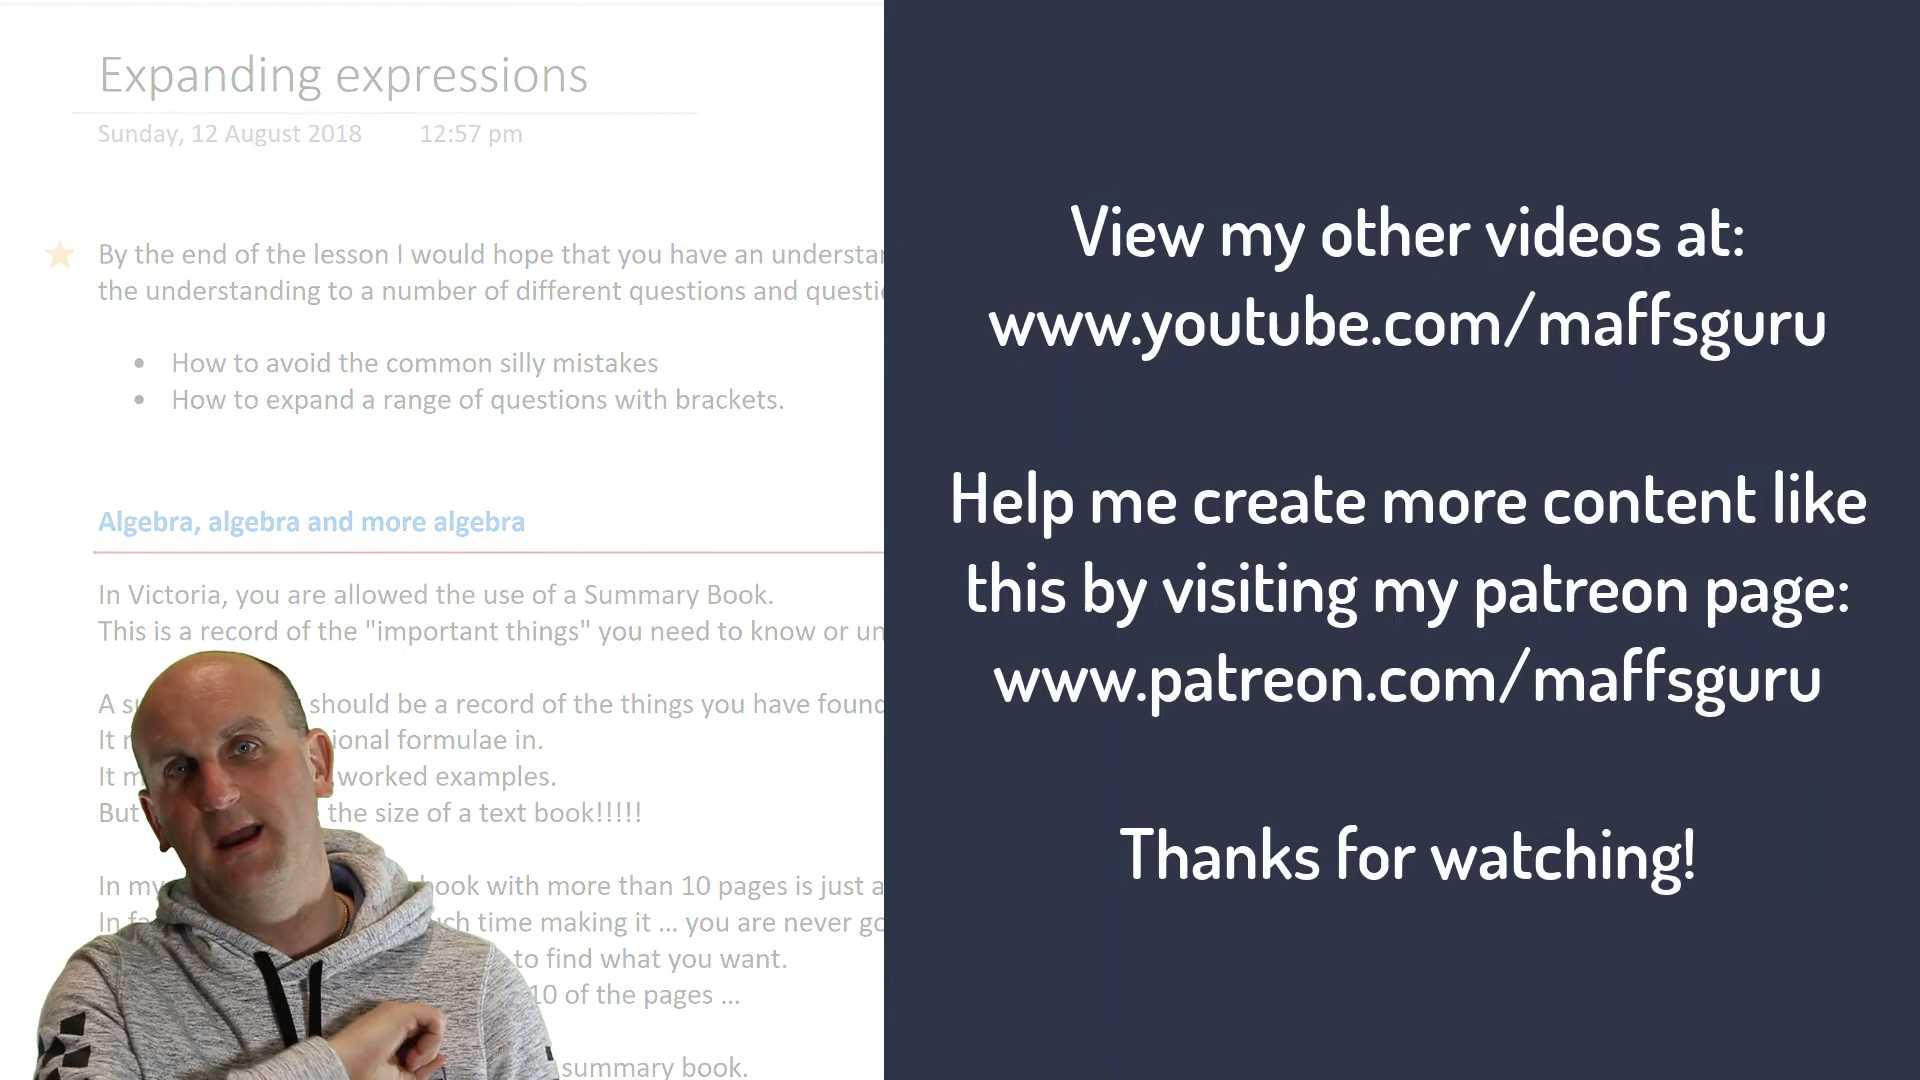 Expanding expressions
Sunday, 12 August 2018 12:57 pm
By the end of the lesson I would hope that you have an
the understanding to a number of different questions and
• How to avoid the common silly mistakes
• How to expand a range of questions with brackets.
Algebra, algebra and more algebra
In Victoria, you are allowed the use of a Summary Book.
This is a record of the "important things" you need to know or
A should be a record of the things you have found
It formulae in.
It worked examples.
But the size of a text book!!!!!
In my book with more than 10 pages is just a
In time making it ... you are never
to find what you want.
10 of the pages ...
summary book.
View my other videos at:
www.youtube.com/maffsguru
Help me create more content like
this by visiting my patreon page:
www.patreon.com/maffsguru
Thanks for watching!